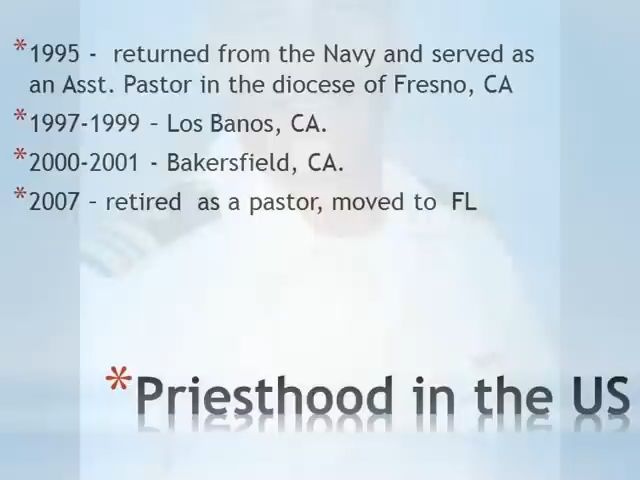 *1995 - returned from the Navy and served as
an Asst. Pastor in the diocese of Fresno, CA
*1997-1999 – Los Banos, CA.
*2000-2001 - Bakersfield, CA.
*2007 – retired as a pastor, moved to FL
*Priesthood in the US